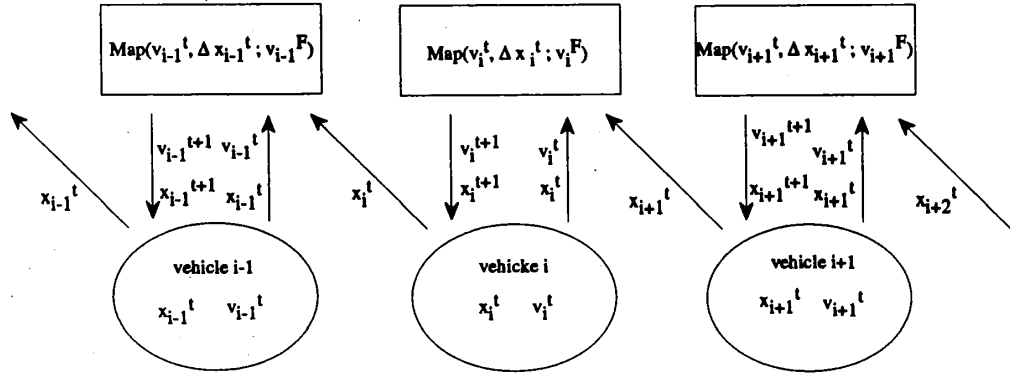 Map(v_{i-1}^t, Δ x_{i-1}^t ; v_{i-1}^F)
Map(v_i^t, Δ x_i^t ; v_i^F)
Map(v_{i+1}^t, Δ x_{i+1}^t ; v_{i+1}^F)
v_{i-1}^{t+1} v_{i-1}^t
v_i^{t+1} v_i^t
v_{i+1}^{t+1} v_{i+1}^t
x_{i-1}^t
x_{i-1}^{t+1} x_{i-1}^t
x_i^t
x_i^{t+1} x_i^t
x_{i+1}^t
x_{i+1}^{t+1} x_{i+1}^t
x_{i+2}^t
vehicle i-1
vehicke i
vehicle i+1
x_{i-1}^t v_{i-1}^t
x_i^t v_i^t
x_{i+1}^t v_{i+1}^t